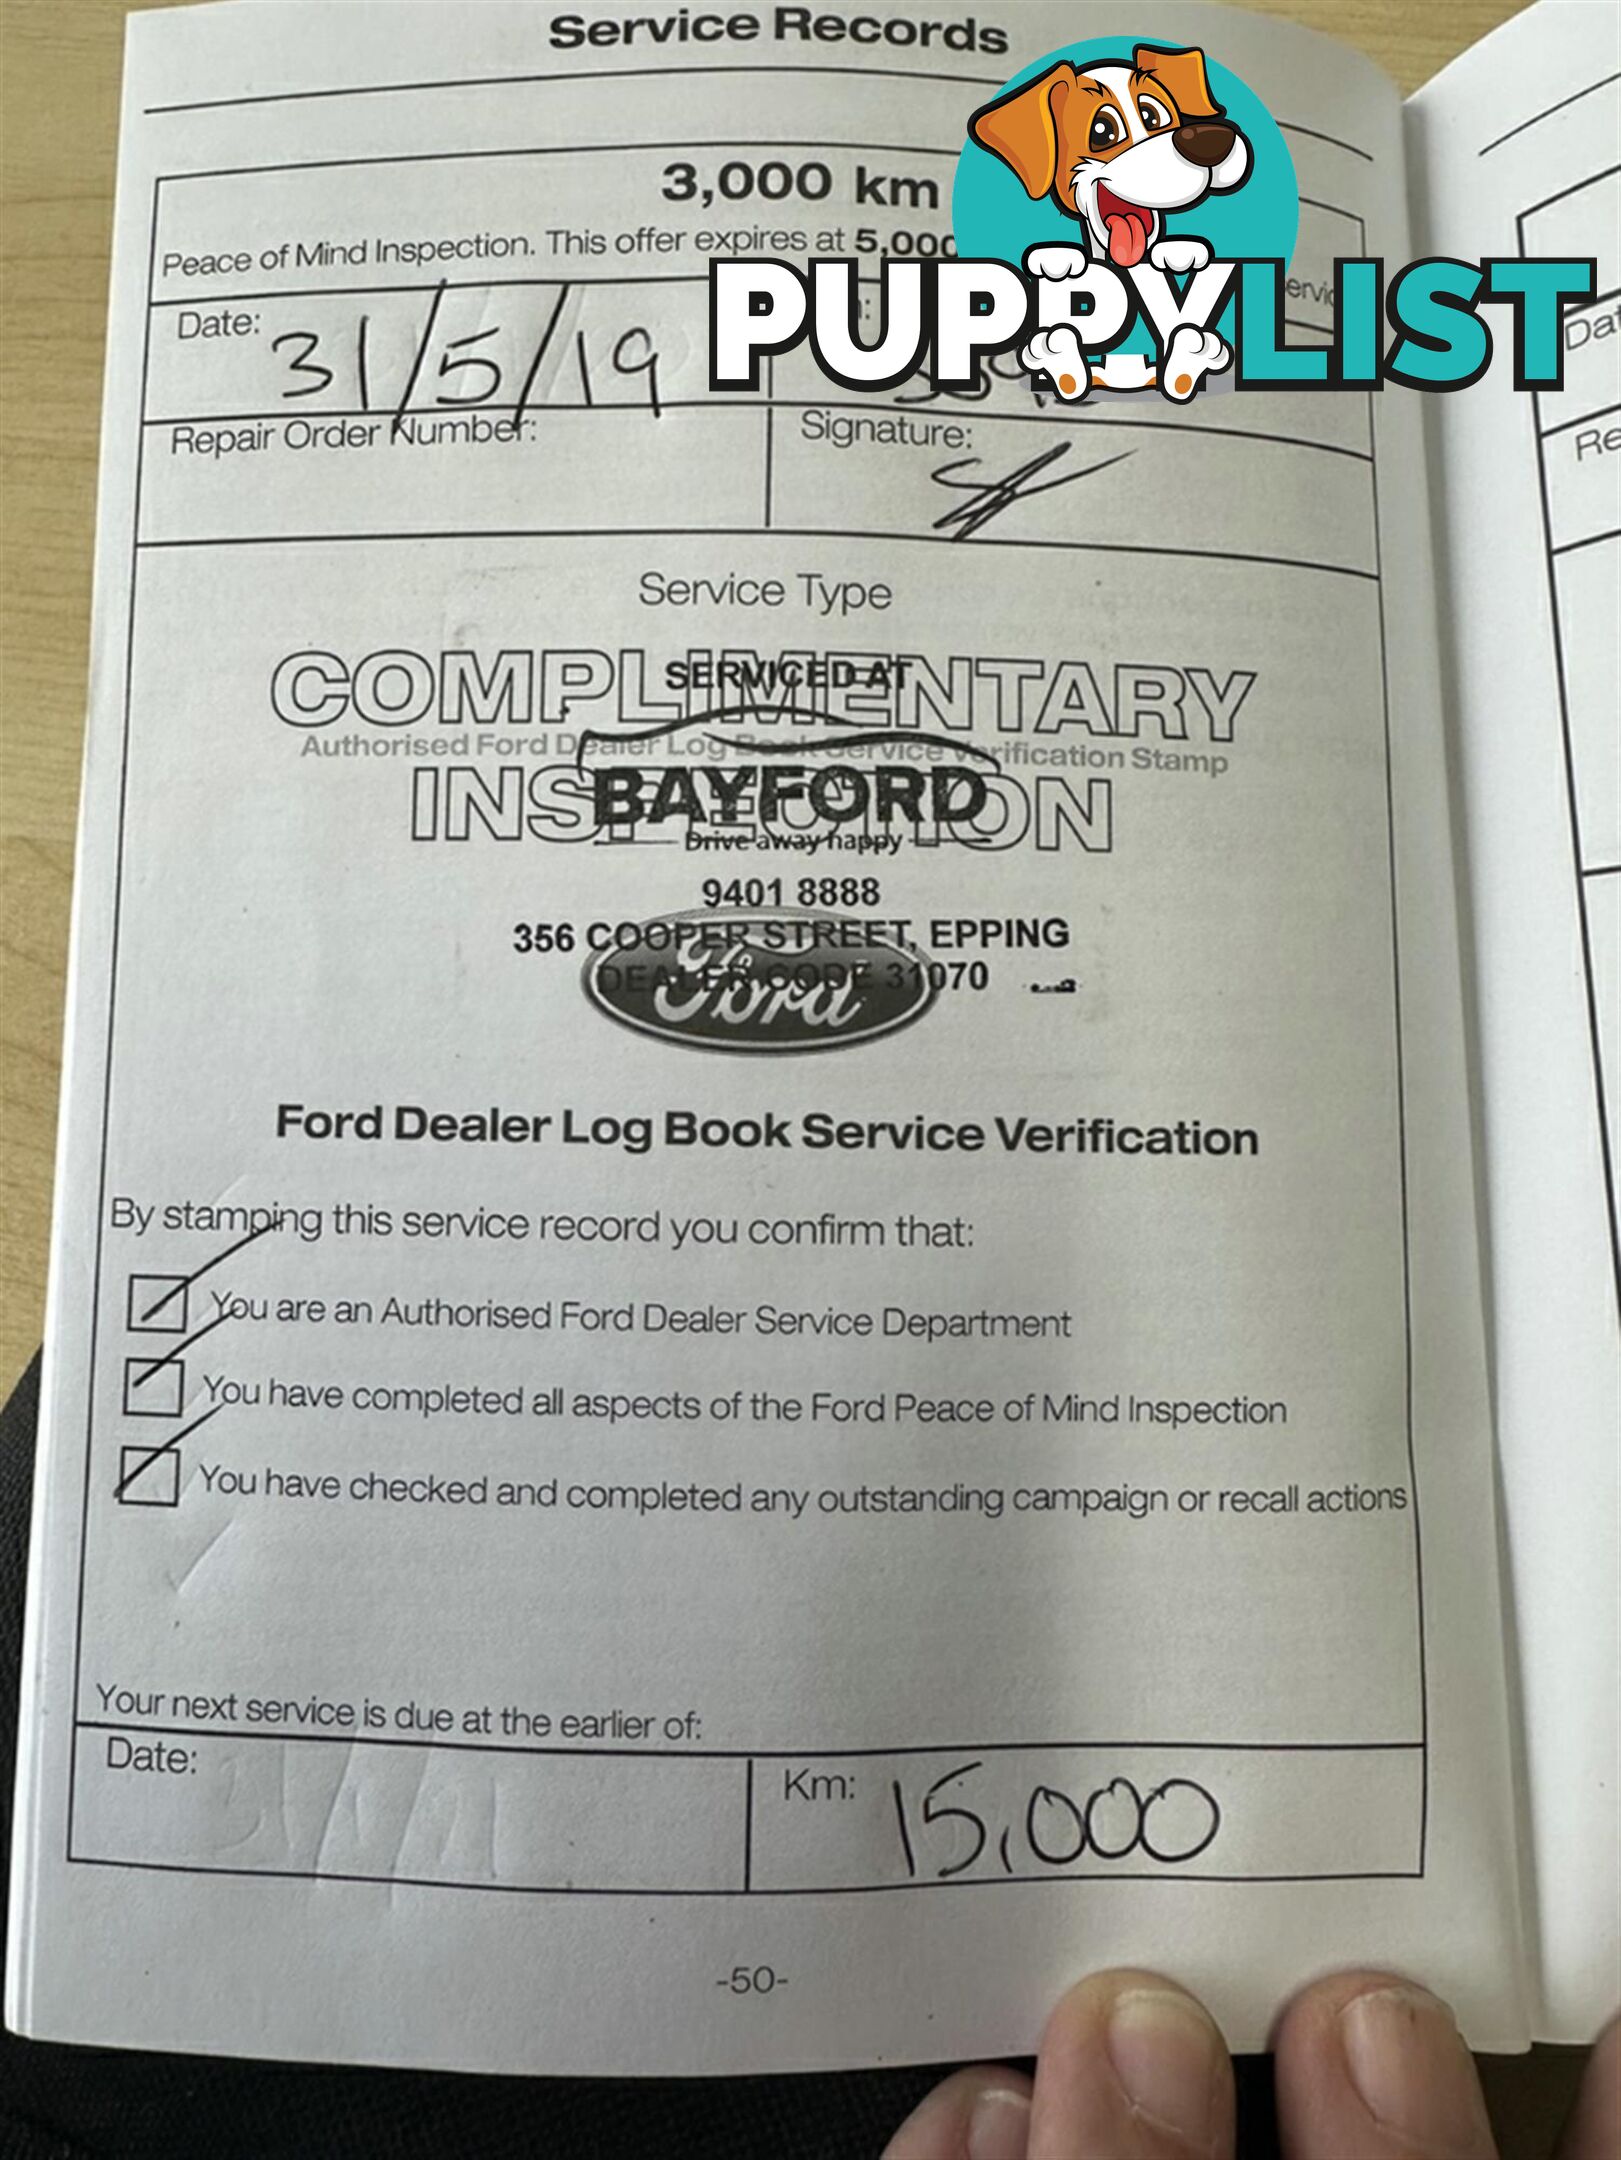 Service Records
3,000 km
Peace of Mind Inspection. This offer expires at 5,000
PUPPYLIST
Date: 31/5/19
Repair Order Number:
Signature:
Service Type
COMPLIMENTARY
SERVICED AT
Authorised Ford Dealer Log Book Service Verification Stamp
INSPECTION
BAYFORD
Drive away happy
9401 8888
356 COOPER STREET, EPPING
DEALER CODE 31070
Ford
Ford Dealer Log Book Service Verification
By stamping this service record you confirm that:
You are an Authorised Ford Dealer Service Department
You have completed all aspects of the Ford Peace of Mind Inspection
You have checked and completed any outstanding campaign or recall actions
Your next service is due at the earlier of:
Date:
Km: 15,000
-50-